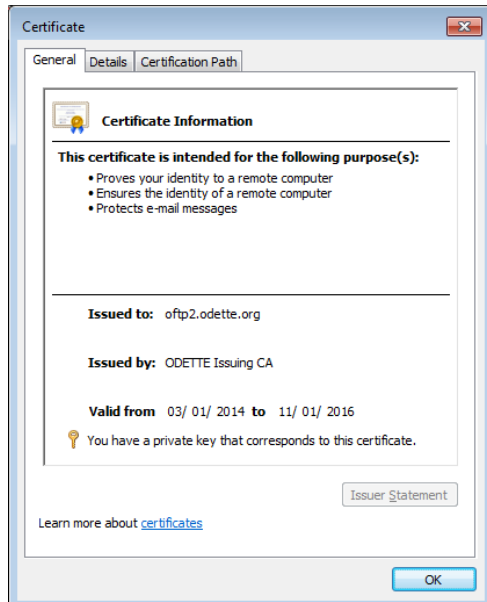 Certificate
General Details Certification Path
Certificate Information
This certificate is intended for the following purpose(s):
• Proves your identity to a remote computer
• Ensures the identity of a remote computer
• Protects e-mail messages
Issued to: oftp2.odette.org
Issued by: ODETTE Issuing CA
Valid from 03/ 01/ 2014 to 11/ 01/ 2016
You have a private key that corresponds to this certificate.
Issuer Statement
Learn more about certificates
OK